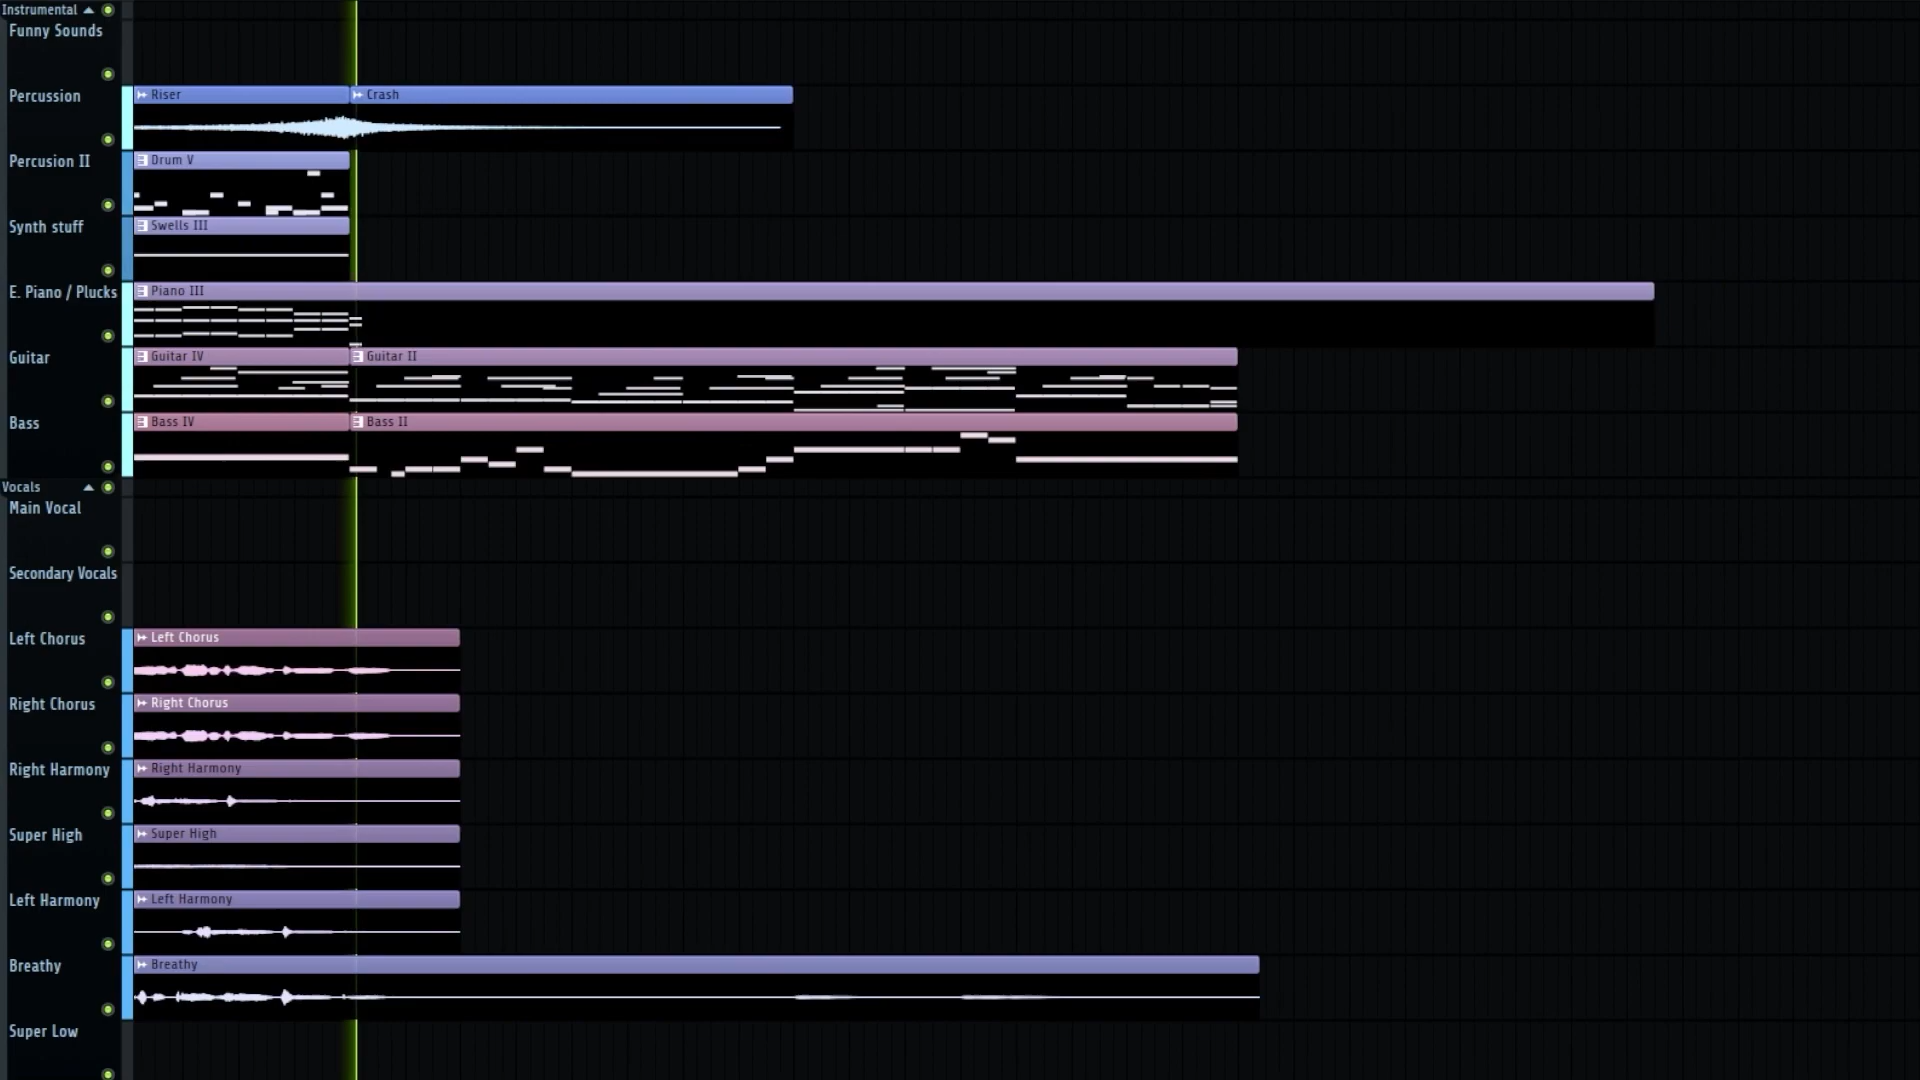 Instrumental
Funny Sounds
Percussion
Riser
Crash
Percusion II
Drum V
Synth stuff
Swells III
E. Piano / Plucks
Piano III
Guitar
Guitar IV
Guitar II
Bass
Bass IV
Bass II
Vocals
Main Vocal
Secondary Vocals
Left Chorus
Left Chorus
Right Chorus
Right Chorus
Right Harmony
Right Harmony
Super High
Super High
Left Harmony
Left Harmony
Breathy
Breathy
Super Low